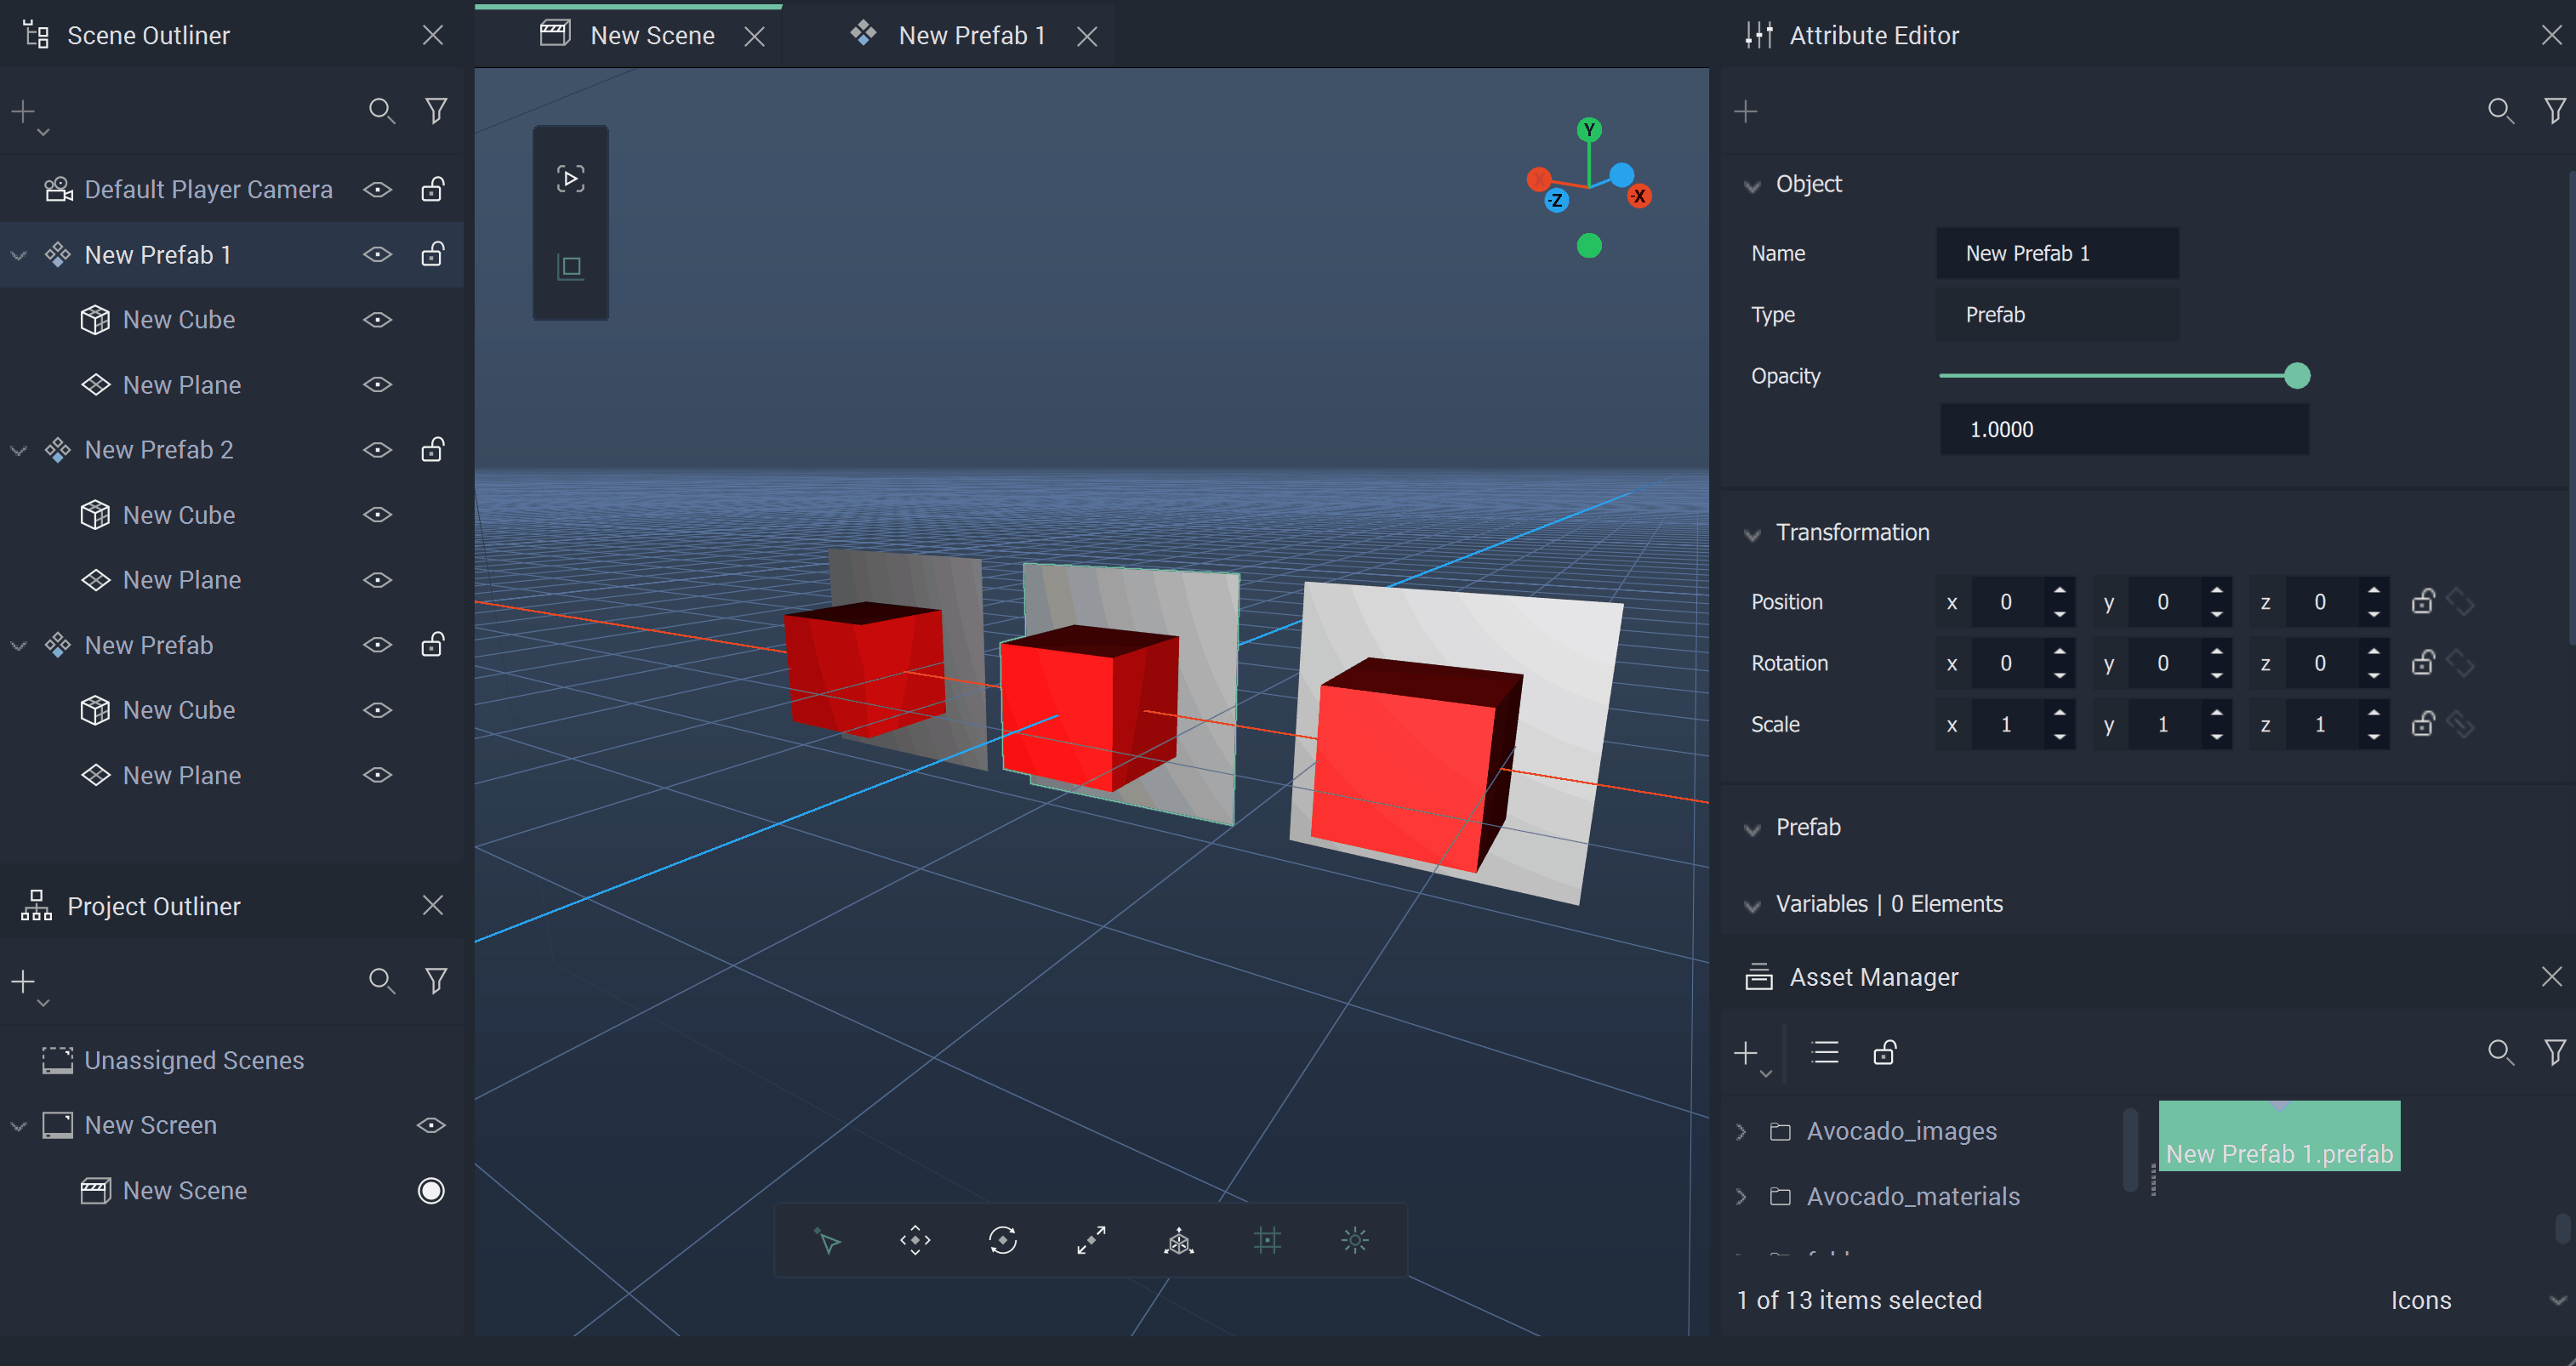 Scene Outliner
Default Player Camera
New Prefab 1
New Cube
New Plane
New Prefab 2
New Cube
New Plane
New Prefab
New Cube
New Plane
Project Outliner
Unassigned Scenes
New Screen
New Scene
New Scene
New Prefab 1
Y
X
-Z
-X
Attribute Editor
Object
Name New Prefab 1
Type Prefab
Opacity
1.0000
Transformation
Position x 0 y 0 z 0
Rotation x 0 y 0 z 0
Scale x 1 y 1 z 1
Prefab
Variables | 0 Elements
Asset Manager
Avocado_images
Avocado_materials
New Prefab 1.prefab
1 of 13 items selected
Icons